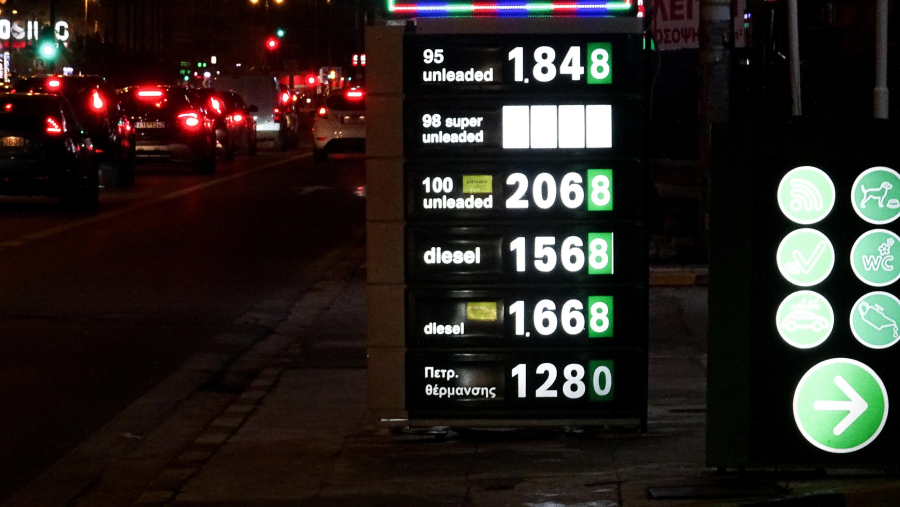 95
unleaded
1.848
98 super
unleaded
100
unleaded
2068
diesel
1568
diesel
1.668
Πετρ.
θέρμανσης
1280
WC